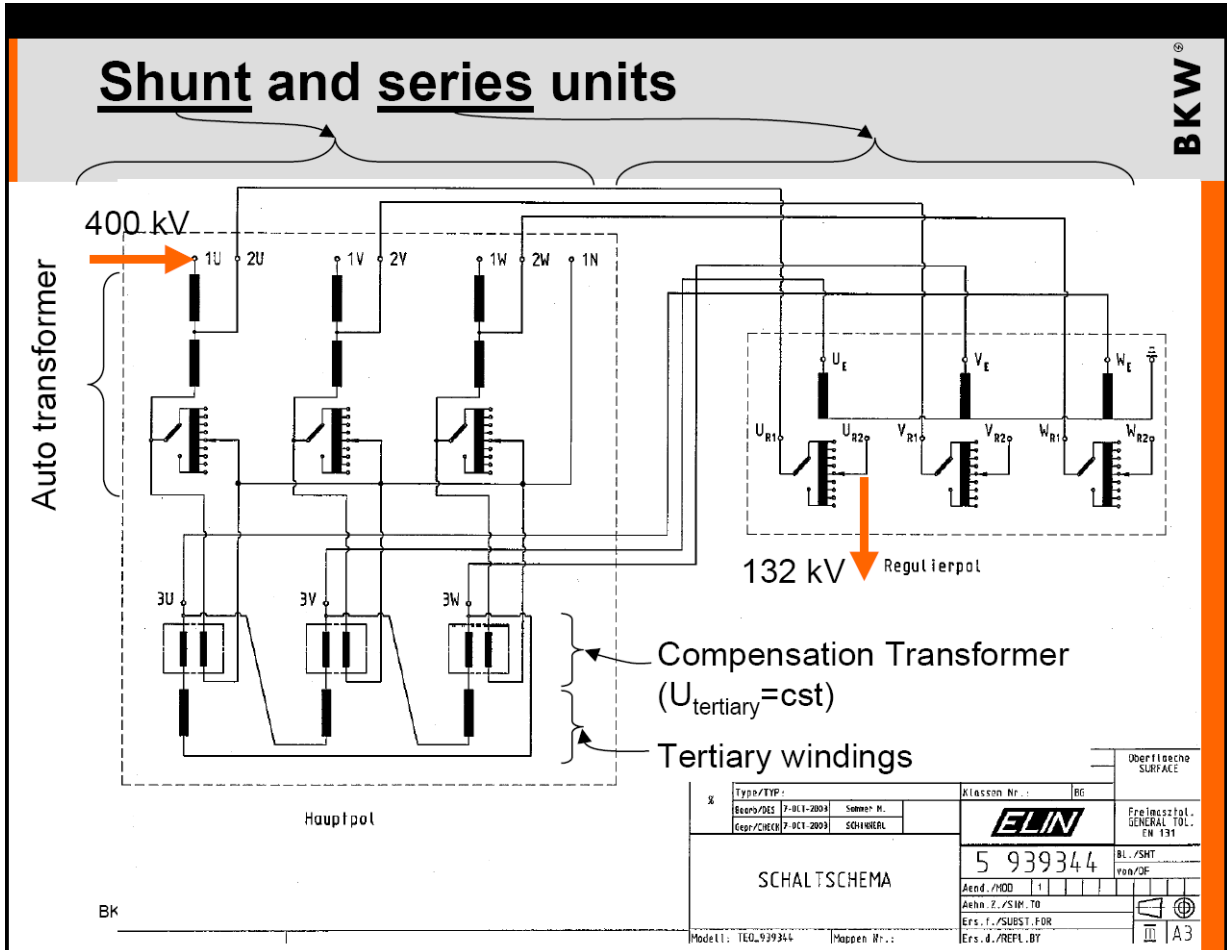 Shunt and series units
BKW®
400 kV
Auto transformer
1U 2U 1V 2V 1W 2W 1N
U_E V_E W_E
U_R1 U_R2 V_R1 V_R2 W_R1 W_R2
132 kV
Regulierpol
3U 3V 3W
Compensation Transformer
(U_tertiary=cst)
Tertiary windings
Hauptpol
Oberflaeche
SURFACE
%
Type/TYP:
Klassen Nr.: BG
Bearb/DES 7-OCT-2003 Sommer M.
Gepr/CHECK 7-OCT-2003
ELIN
Freimasztol.
GENERAL TOL.
EN 131
5 939344
BL./SHT
von/OF
SCHALTSCHEMA
Aend./MOD 1
Aehn.Z./SIM.TO
Ers.f./SUBST.FOR
Ers.d./REPL.BY
III A3
BK
Modell: TEO_939344
Mappen Nr.: